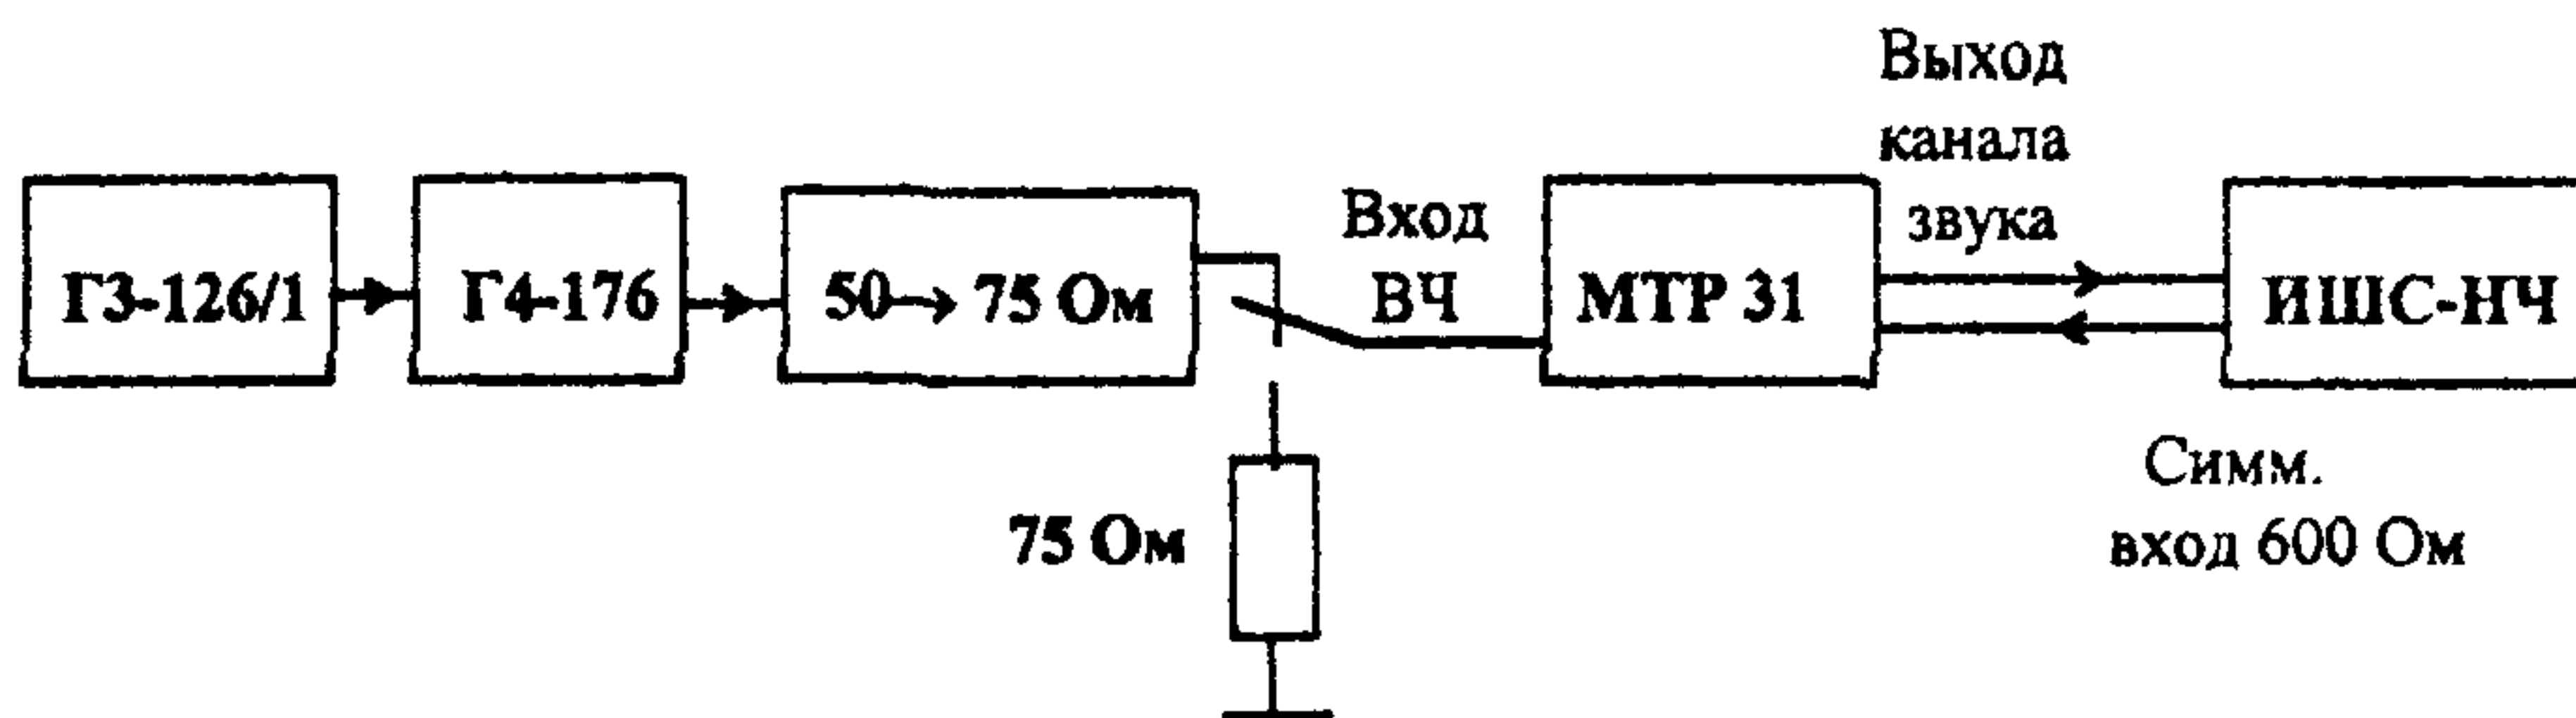 Выход
канала
звука
Вход
ВЧ
Г3-126/1
Г4-176
50→ 75 Ом
МТР 31
ИШС-НЧ
75 Ом
Симм.
вход 600 Ом